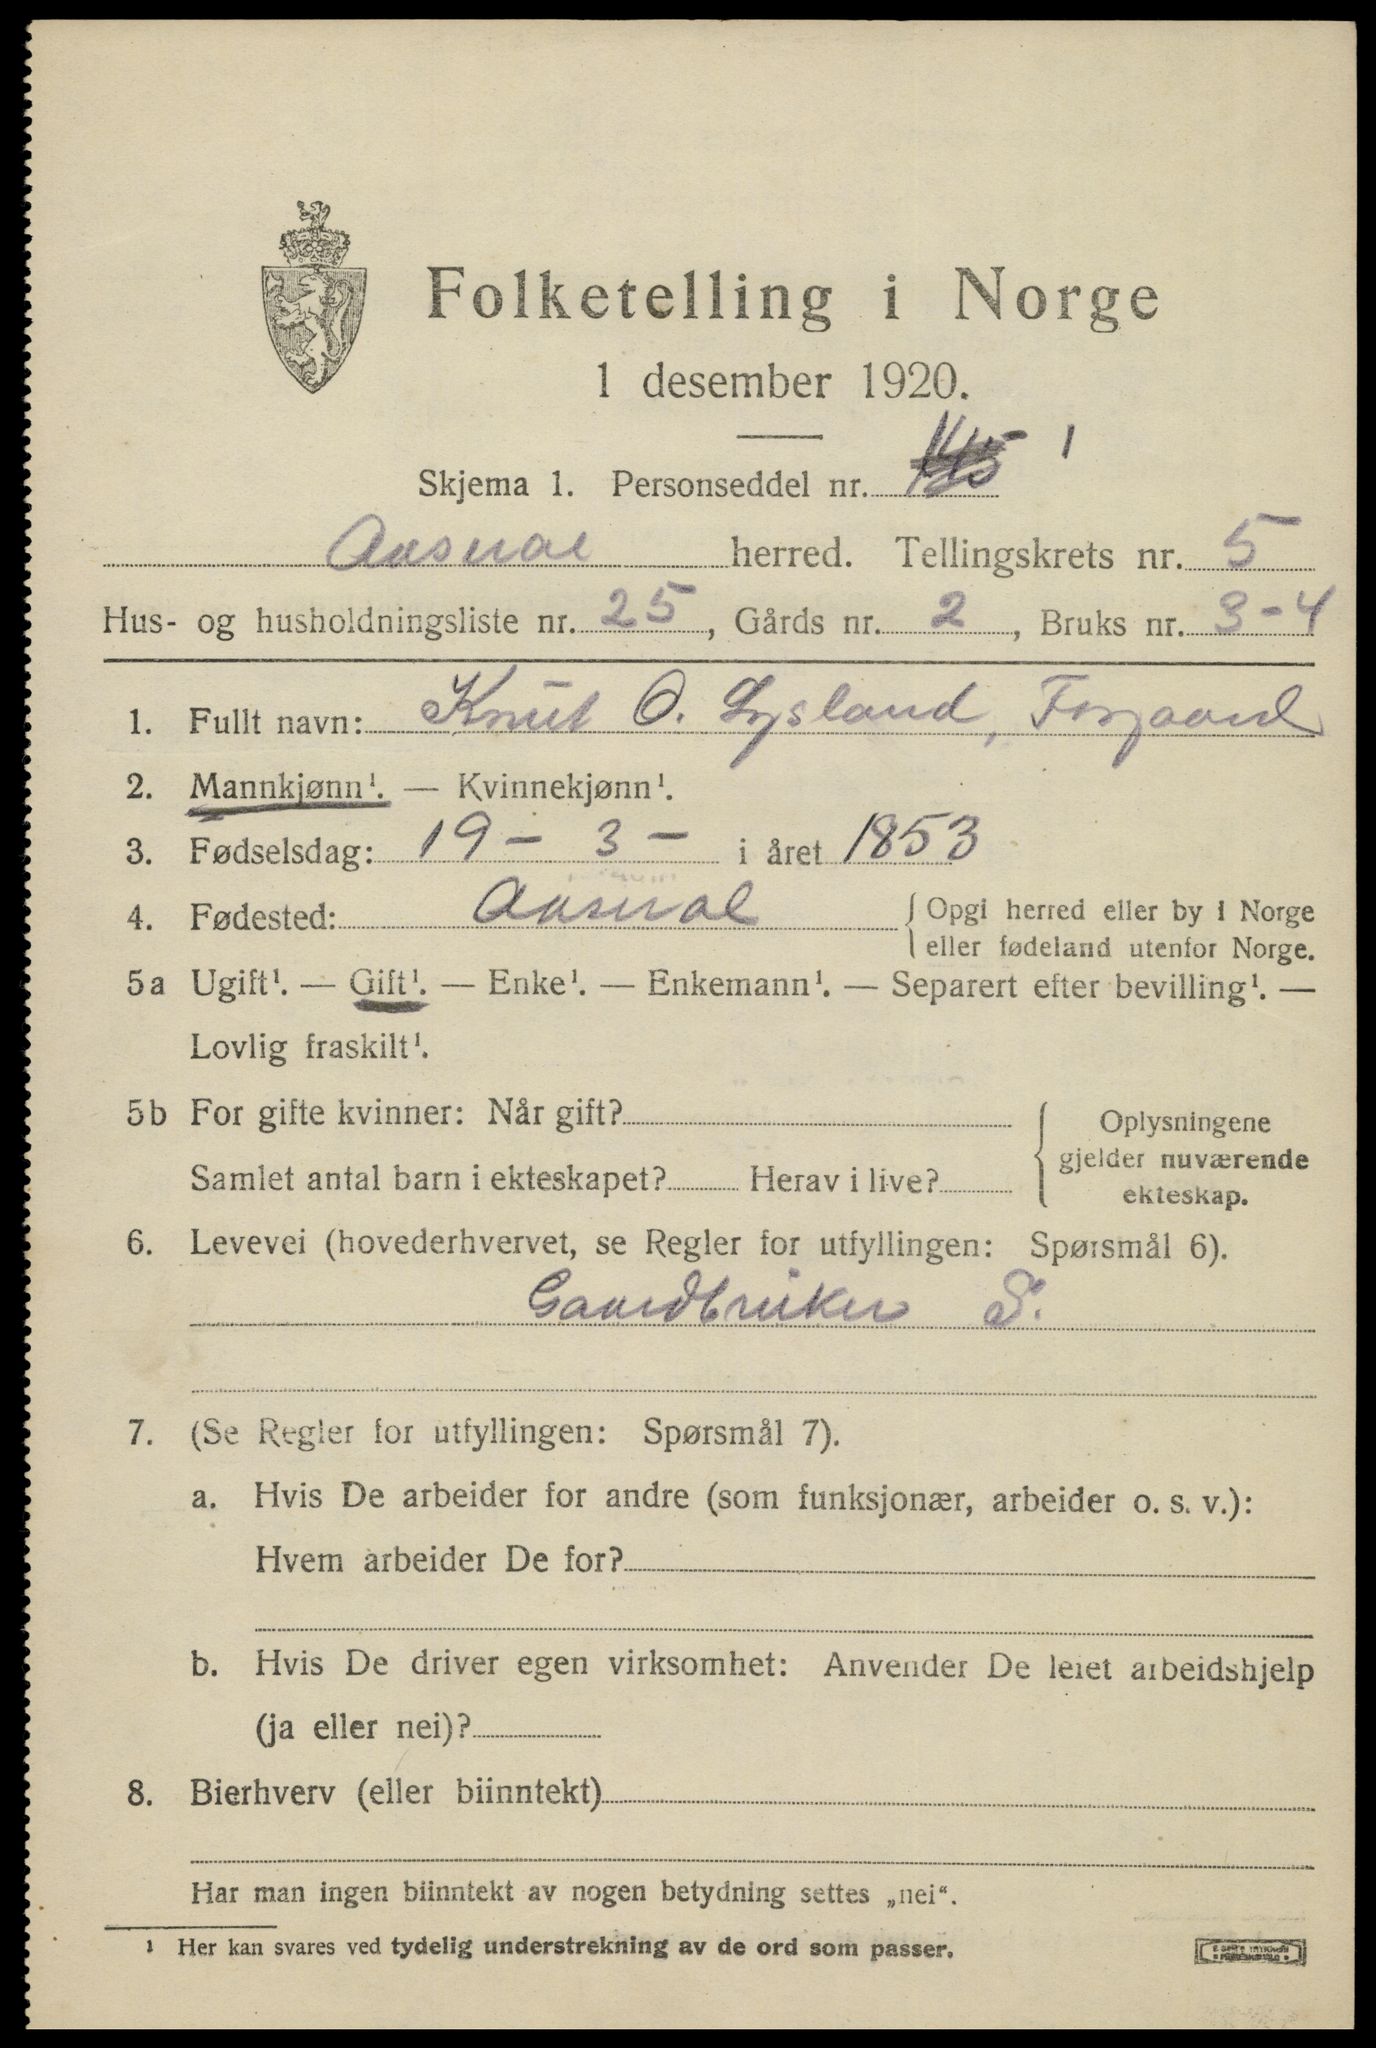 Folketelling i Norge
1 desember 1920.
Skjema 1. Personseddel nr. 1
Aaseral herred. Tellingskrets nr. 5
Hus- og husholdningsliste nr. 25, Gårds nr. 2, Bruks nr. 3-4
1. Fullt navn: Knut O. Lysland, Forgaard
2. Mannkjønn¹. — Kvinnekjønn¹.
3. Fødselsdag: 19 - 3 - i året 1853
4. Fødested: Aaseral {Opgi herred eller by i Norge
eller fødeland utenfor Norge.
5a Ugift¹. — Gift¹. — Enke¹. — Enkemann¹. — Separert efter bevilling¹. —
Lovlig fraskilt¹.
5b For gifte kvinner: Når gift?
Samlet antal barn i ekteskapet? Herav i live?
Oplysningene
gjelder nuværende
ekteskap.
6. Levevei (hovederhvervet, se Regler for utfyllingen: Spørsmål 6).
Gaardbruker S.
7. (Se Regler for utfyllingen: Spørsmål 7).
a. Hvis De arbeider for andre (som funksjonær, arbeider o. s. v.):
Hvem arbeider De for?
b. Hvis De driver egen virksomhet: Anvender De leiet arbeidshjelp
(ja eller nei)?
8. Bierhverv (eller biinntekt)
Har man ingen biinntekt av nogen betydning settes „nei“.
¹ Her kan svares ved tydelig understrekning av de ord som passer.